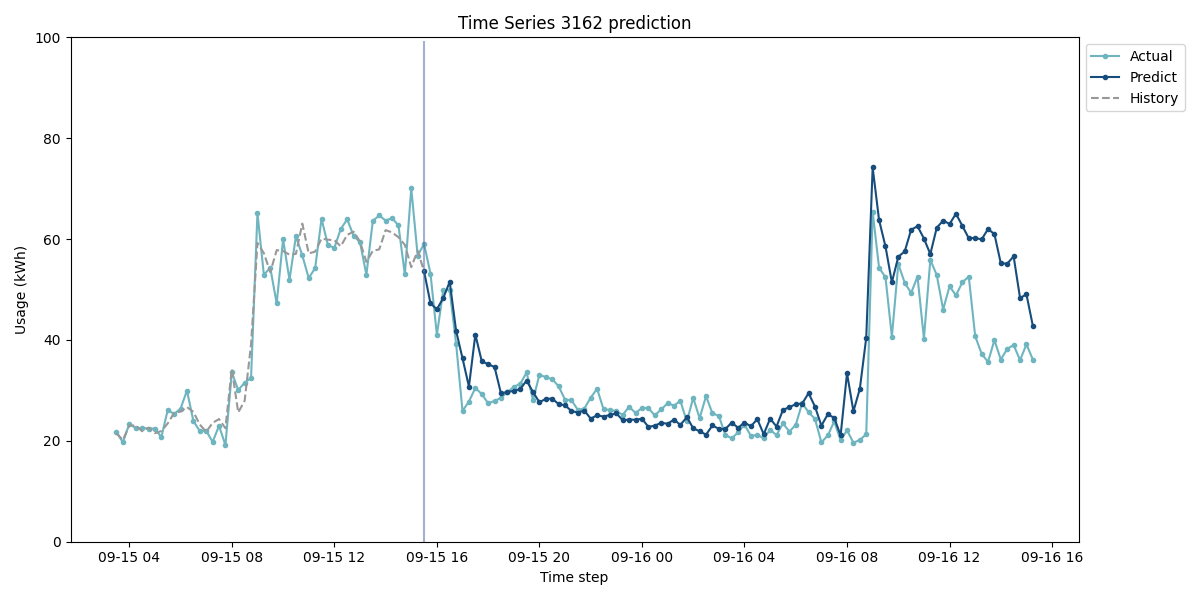 Time Series 3162 prediction
Usage (kWh)
100
80
60
40
20
0
09-15 04
09-15 08
09-15 12
09-15 16
09-15 20
09-16 00
09-16 04
09-16 08
09-16 12
09-16 16
Time step
Actual
Predict
History